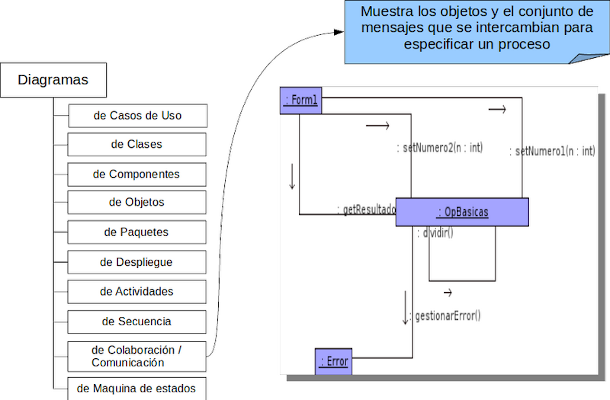 Muestra los objetos y el conjunto de
mensajes que se intercambian para
especificar un proceso
Diagramas
de Casos de Uso
de Clases
de Componentes
de Objetos
de Paquetes
de Despliegue
de Actividades
de Secuencia
de Colaboración /
Comunicación
de Maquina de estados
: Form1
: setNumero2(n : int)
: setNumero1(n : int)
: getResultado
: OpBasicas
: dividir()
: gestionarError()
: Error